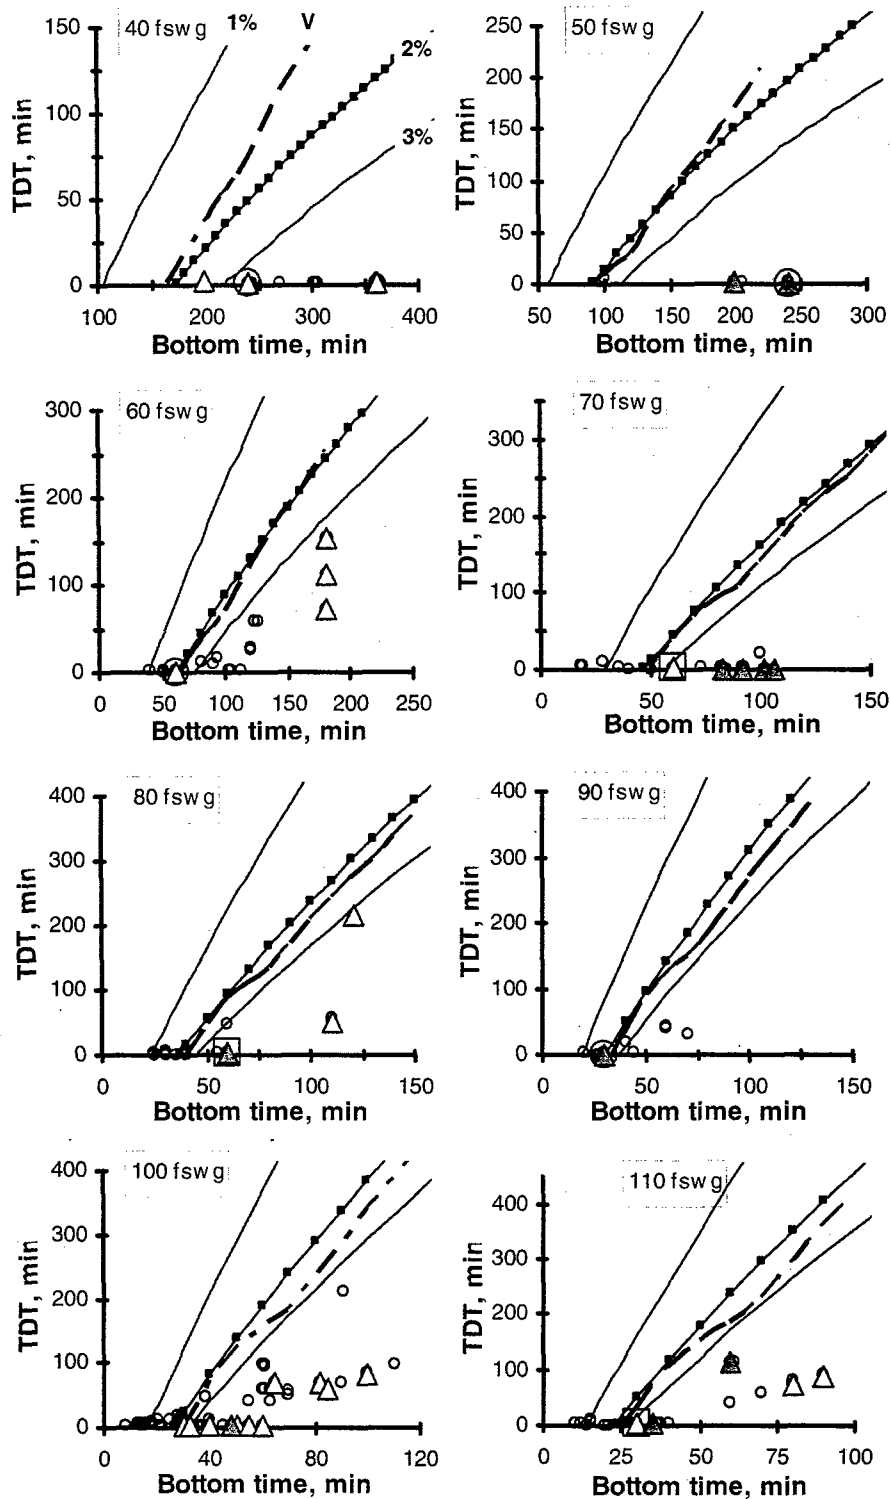 40 fsw g
1%
V
2%
3%
TDT, min
150
100
50
0
100 200 300 400
Bottom time, min
50 fsw g
TDT, min
250
200
150
100
50
0
50 100 150 200 250 300
Bottom time, min
60 fsw g
TDT, min
300
200
100
0
0 50 100 150 200 250
Bottom time, min
70 fsw g
TDT, min
300
200
100
0
0 50 100 150
Bottom time, min
80 fsw g
TDT, min
400
300
200
100
0
0 50 100 150
Bottom time, min
90 fsw g
TDT, min
400
300
200
100
0
0 50 100 150
Bottom time, min
100 fsw g
TDT, min
400
300
200
100
0
0 40 80 120
Bottom time, min
110 fsw g
TDT, min
400
300
200
100
0
0 25 50 75 100
Bottom time, min